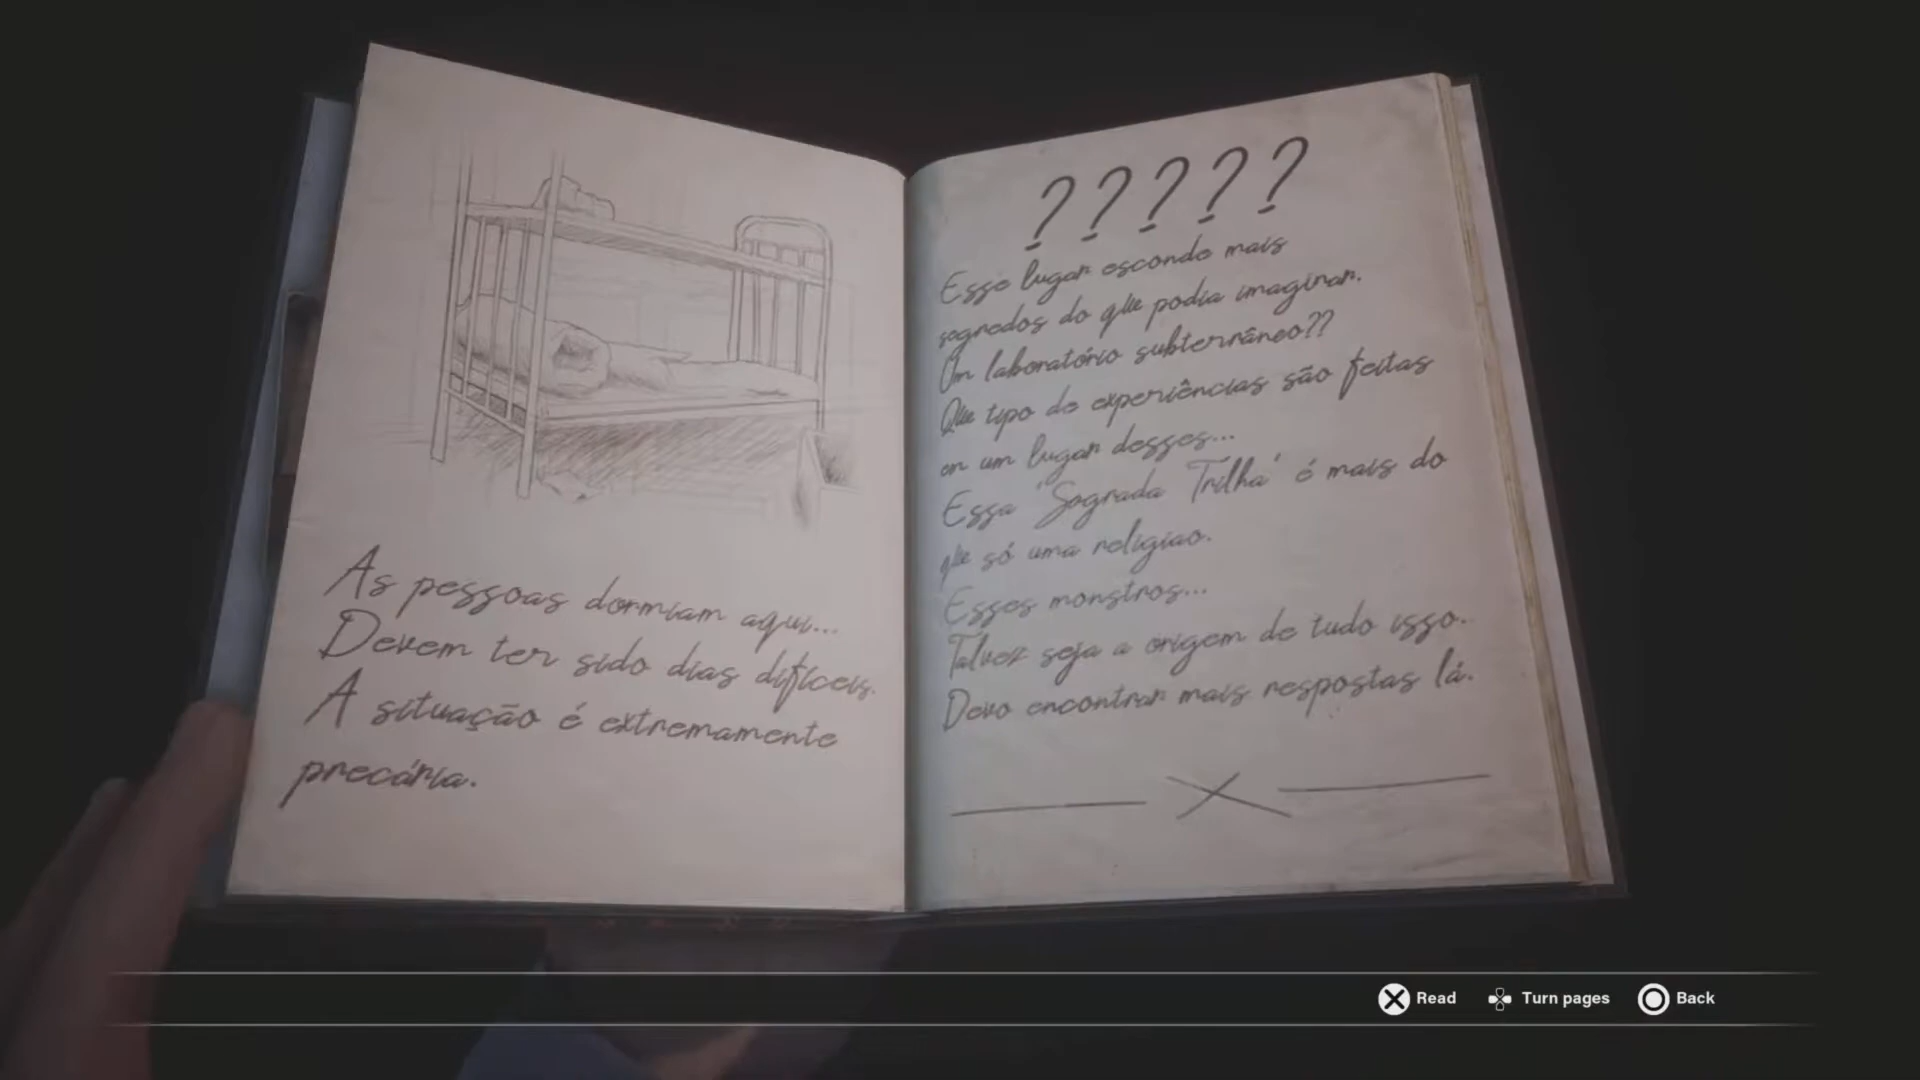 As pessoas dormiam aqui...
Devem ter sido dias difíceis.
A situação é extremamente
precária.
?????
Esse lugar esconde mais
segredos do que podia imaginar.
Um laboratório subterrâneo??
Que tipo de experiências são feitas
em um lugar desses...
Essa 'Sagrada Trilha' é mais do
que só uma religiao.
Esses monstros...
Talvez seja a origem de tudo isso.
Devo encontrar mais respostas lá.
Read Turn pages Back